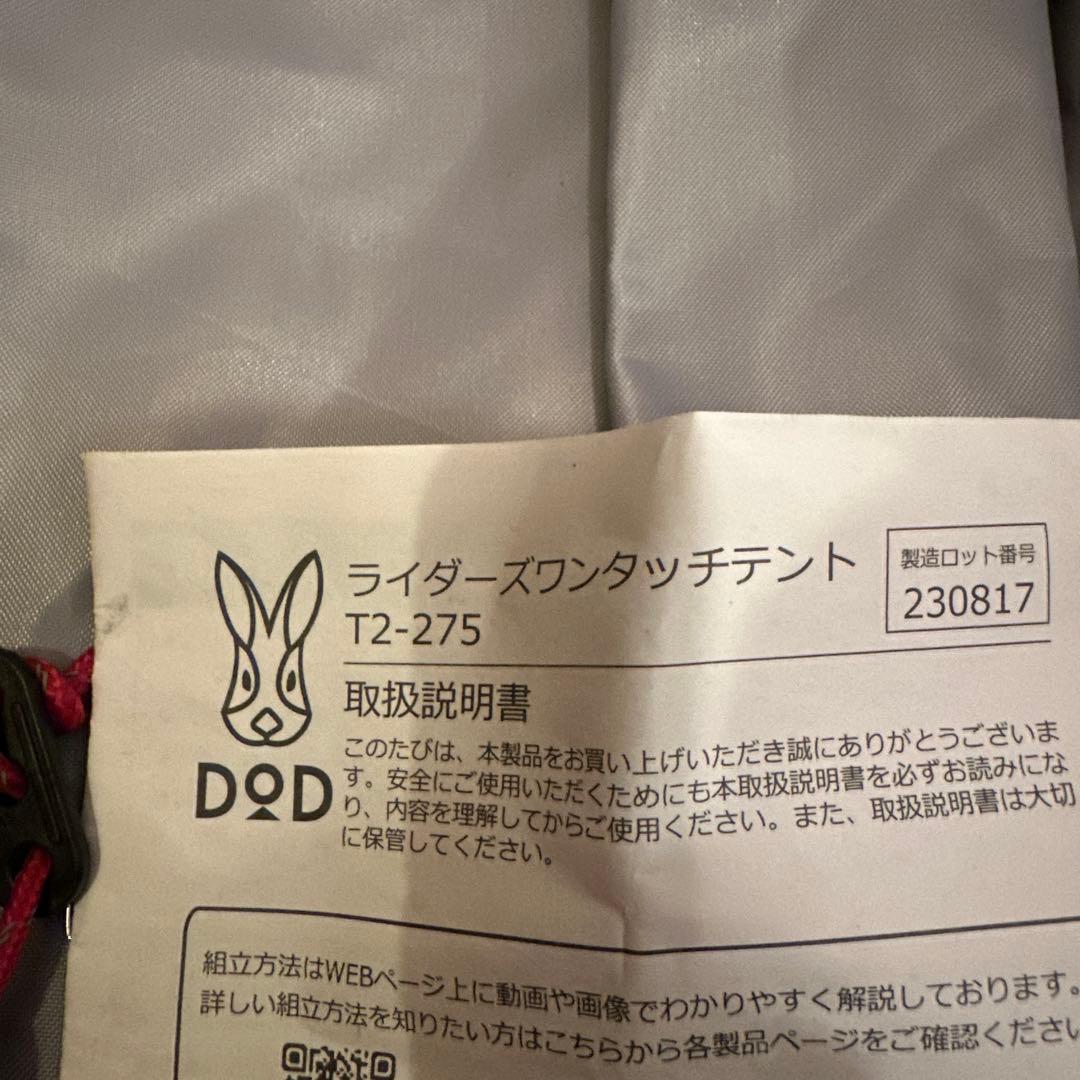 ライダーズワンタッチテント
T2-275
製造ロット番号
230817
取扱説明書
DOD
このたびは、本製品をお買い上げいただき誠にありがとうございま
す。安全にご使用いただくためにも本取扱説明書を必ずお読みにな
り、内容を理解してからご使用ください。また、取扱説明書は大切
に保管してください。
組立方法はWEBページ上に動画や画像でわかりやすく解説しております。
詳しい組立方法を知りたい方はこちらから各製品ページをご確認くださ